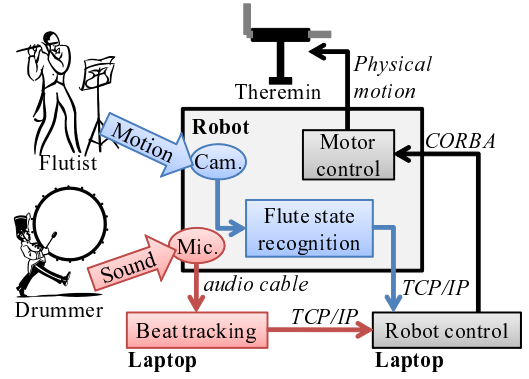 Theremin
Physical
motion
Robot
Motion
Cam.
Motor
control
CORBA
Flutist
Flute state
recognition
Sound
Mic.
audio cable
TCP/IP
Drummer
Beat tracking
TCP/IP
Robot control
Laptop
Laptop